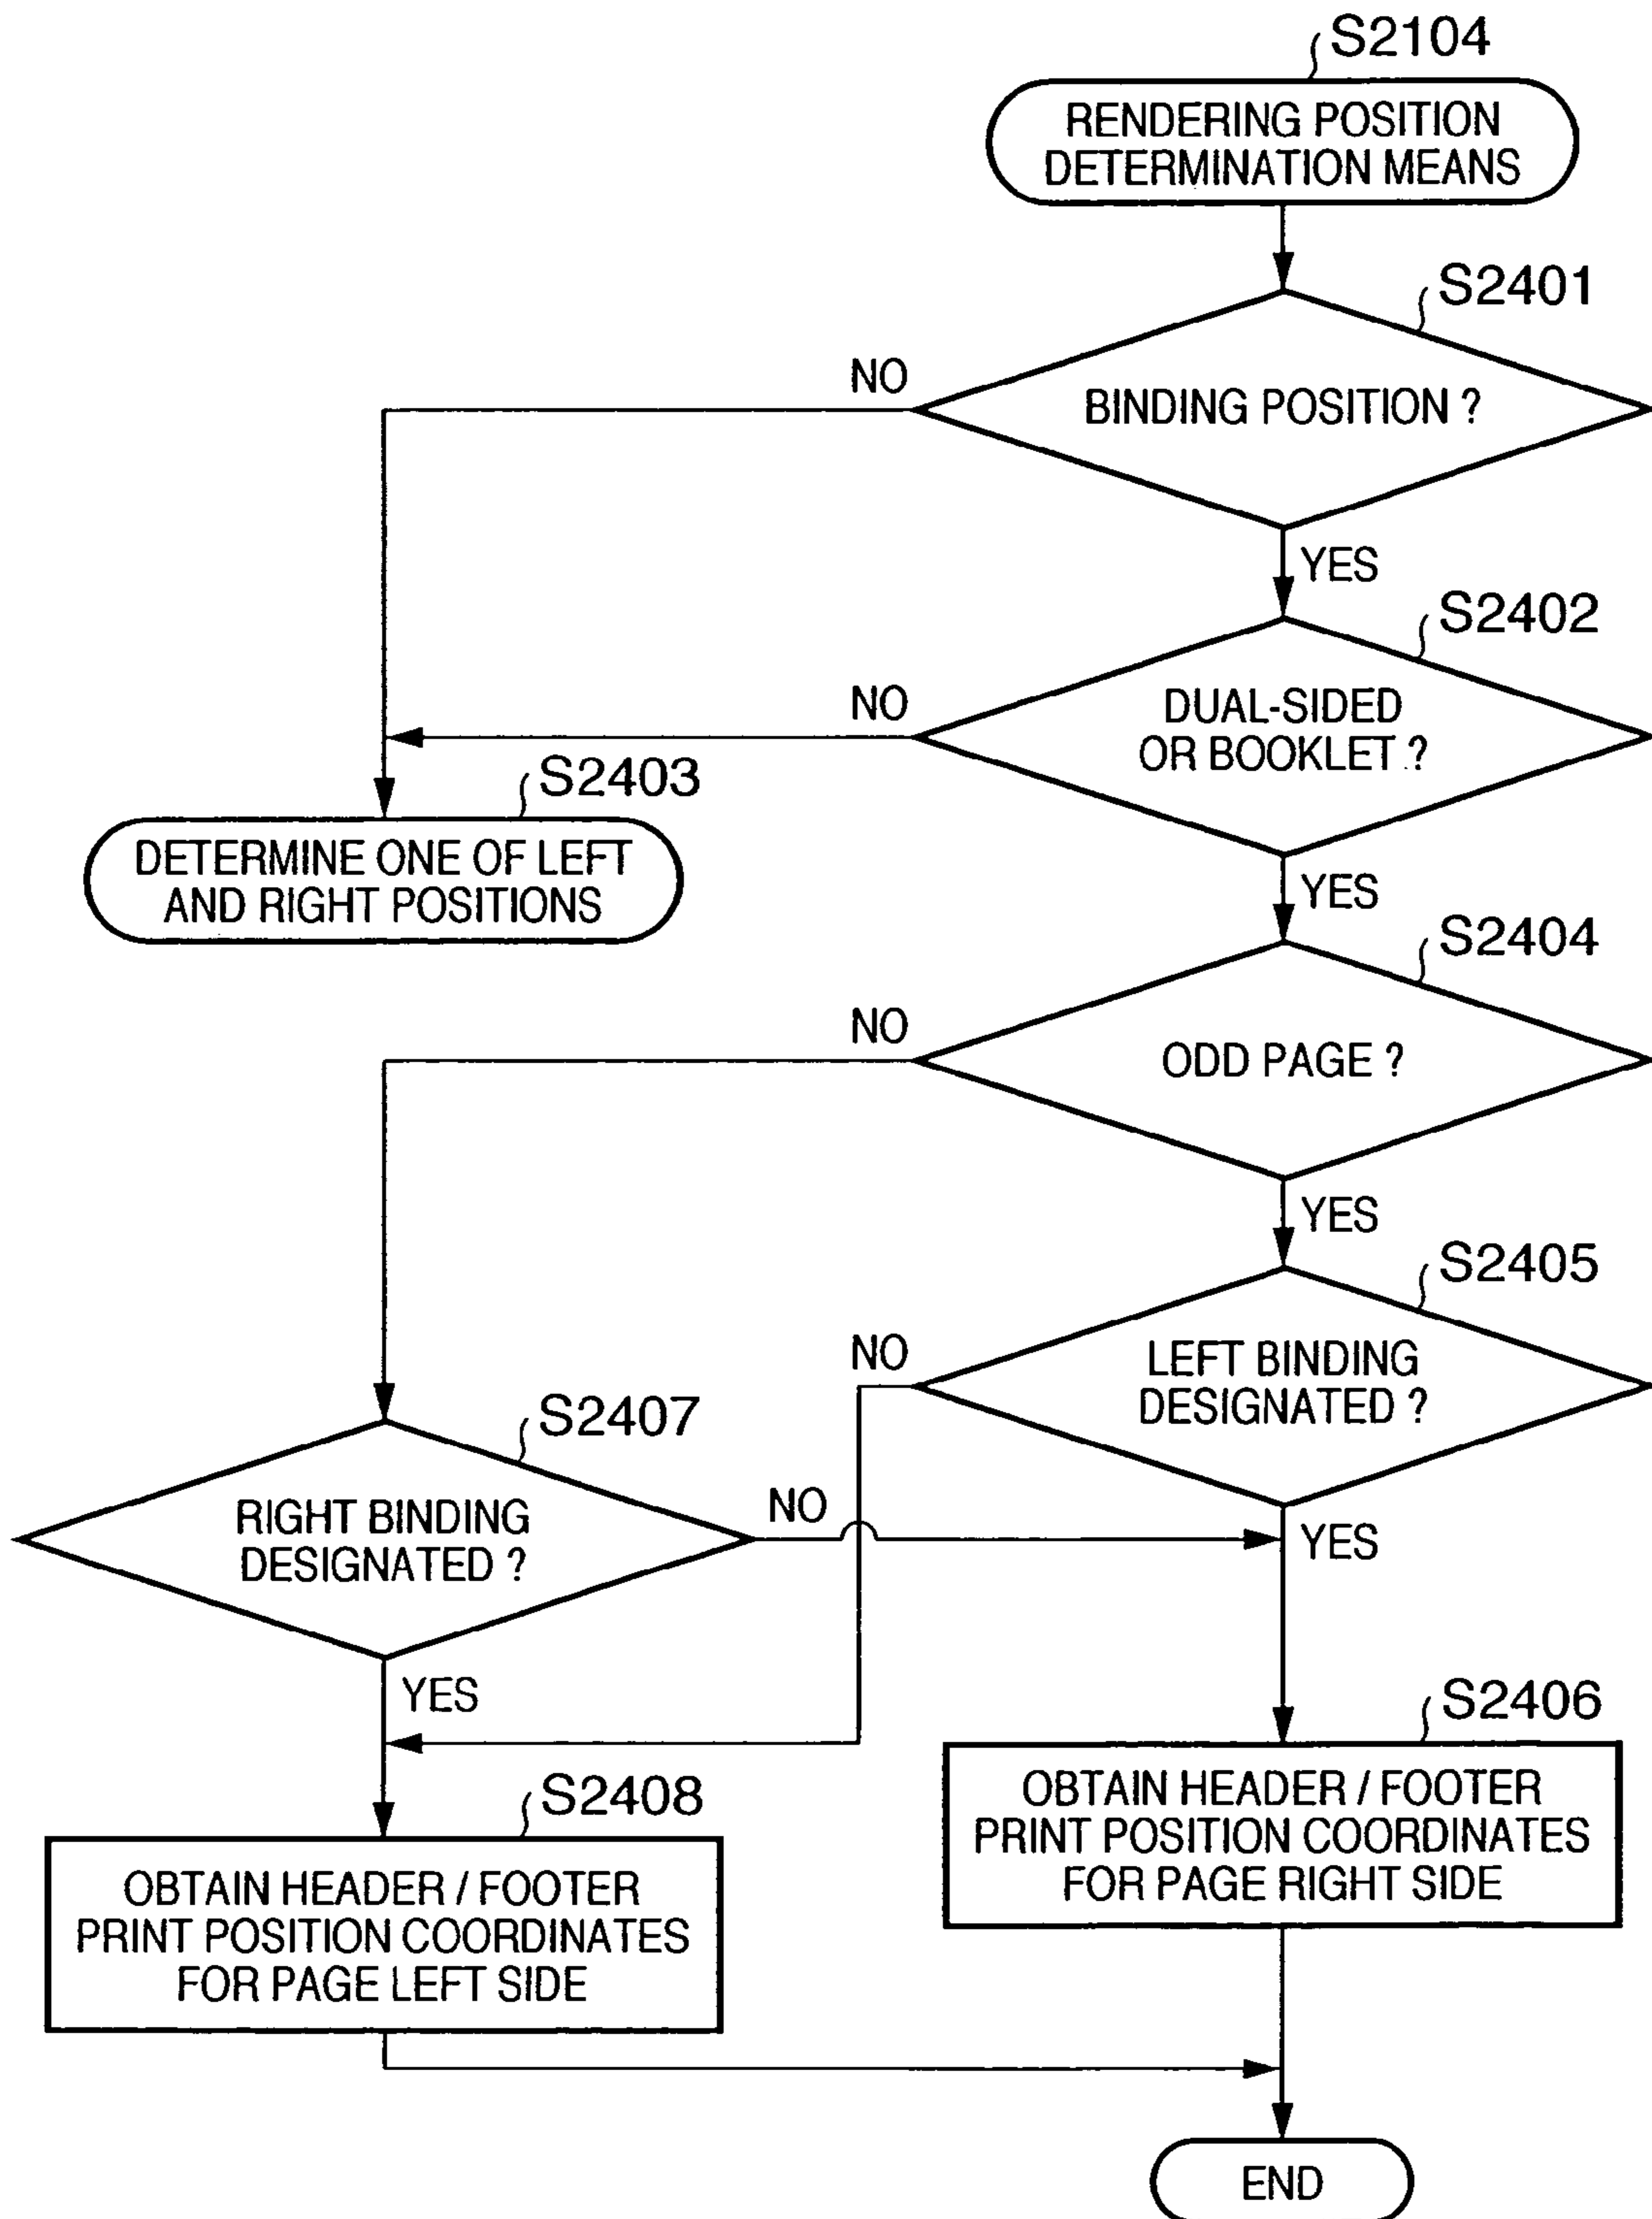 S2104
RENDERING POSITION
DETERMINATION MEANS
S2401
NO
BINDING POSITION ?
YES
S2402
NO
DUAL-SIDED
OR BOOKLET ?
S2403
DETERMINE ONE OF LEFT
AND RIGHT POSITIONS
YES
S2404
NO
ODD PAGE ?
YES
S2405
NO
LEFT BINDING
DESIGNATED ?
S2407
RIGHT BINDING
DESIGNATED ?
NO
YES
YES
S2406
OBTAIN HEADER / FOOTER
PRINT POSITION COORDINATES
FOR PAGE RIGHT SIDE
S2408
OBTAIN HEADER / FOOTER
PRINT POSITION COORDINATES
FOR PAGE LEFT SIDE
END